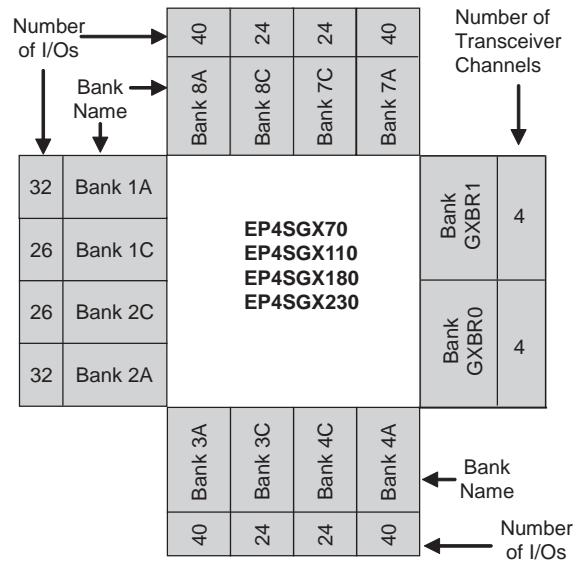 Number
of I/Os
40
24
24
40
Number of
Transceiver
Channels
Bank
Name
Bank 8A
Bank 8C
Bank 7C
Bank 7A
32
Bank 1A
26
Bank 1C
26
Bank 2C
32
Bank 2A
EP4SGX70
EP4SGX110
EP4SGX180
EP4SGX230
Bank
GXBR1
4
Bank
GXBR0
4
Bank 3A
Bank 3C
Bank 4C
Bank 4A
Bank
Name
40
24
24
40
Number
of I/Os